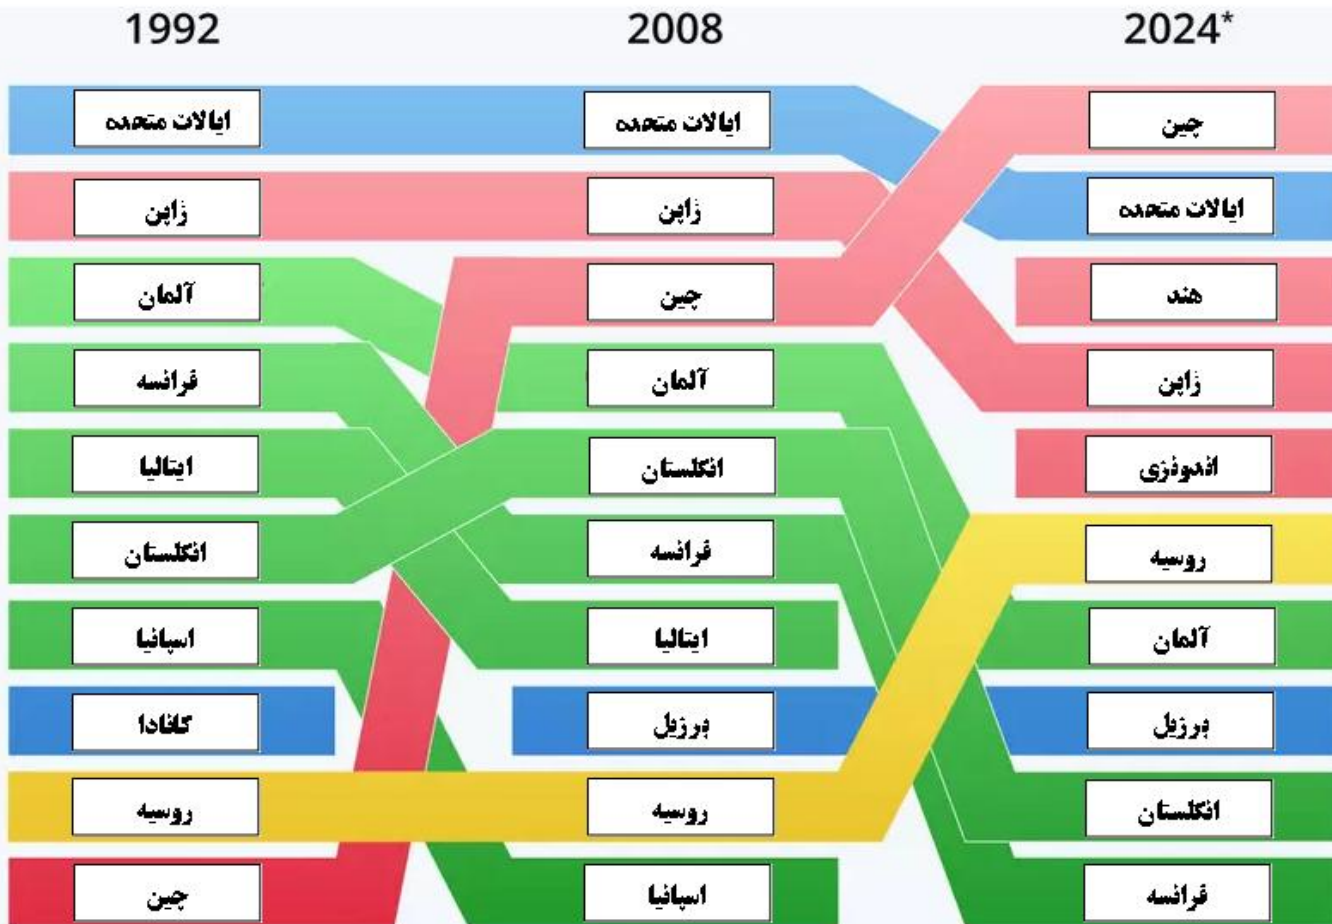 1992 2008 2024*
ایالات متحده ایالات متحده چین
ژاپن ژاپن ایالات متحده
آلمان چین هند
فرانسه آلمان ژاپن
ایتالیا انگلستان اندونزی
انگلستان فرانسه روسیه
اسپانیا ایتالیا آلمان
کانادا برزیل برزیل
روسیه روسیه انگلستان
چین اسپانیا فرانسه